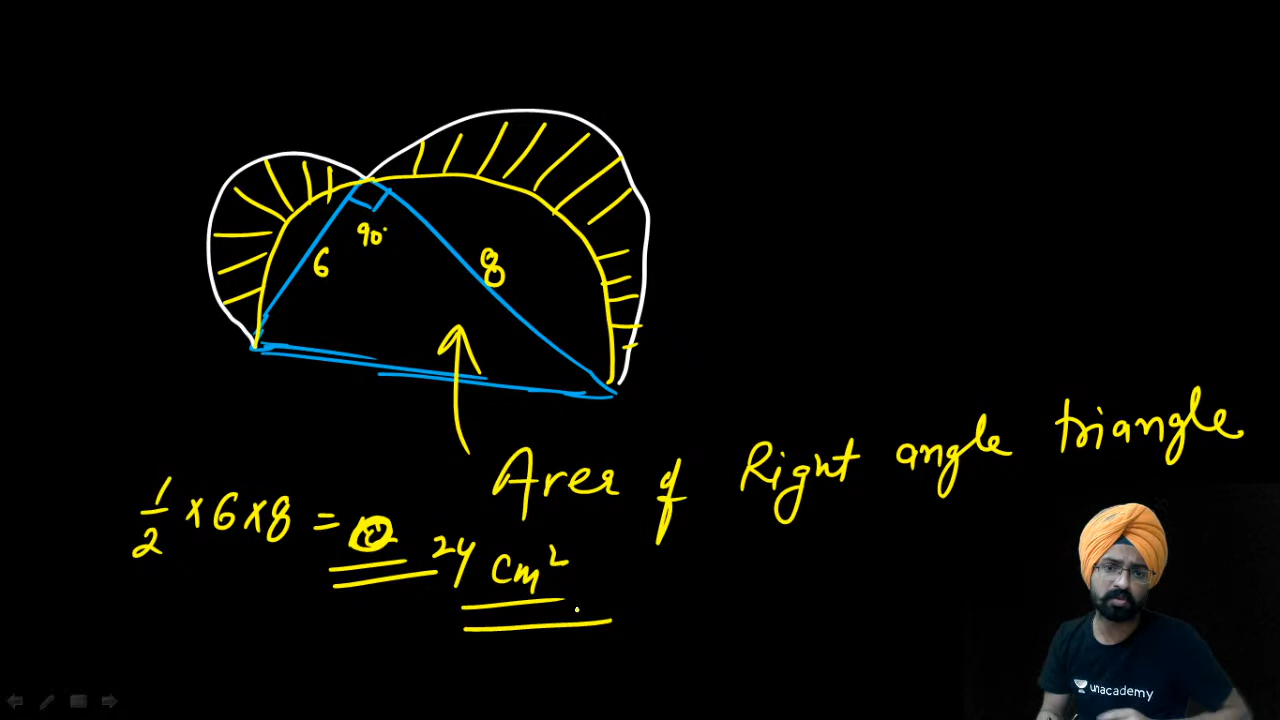 90°
6
8
Area of Right angle triangle
1/2 × 6 × 8 = 24 cm²
unacademy